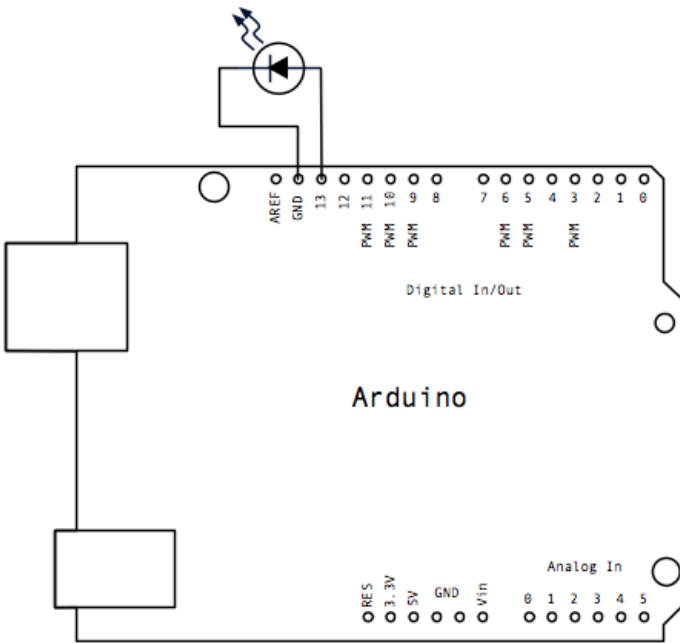 AREF GND 13 12 11 10 9 8 7 6 5 4 3 2 1 0
PWM PWM PWM PWM PWM PWM
Digital In/Out
Arduino
Analog In
RES 3.3V 5V GND Vin 0 1 2 3 4 5